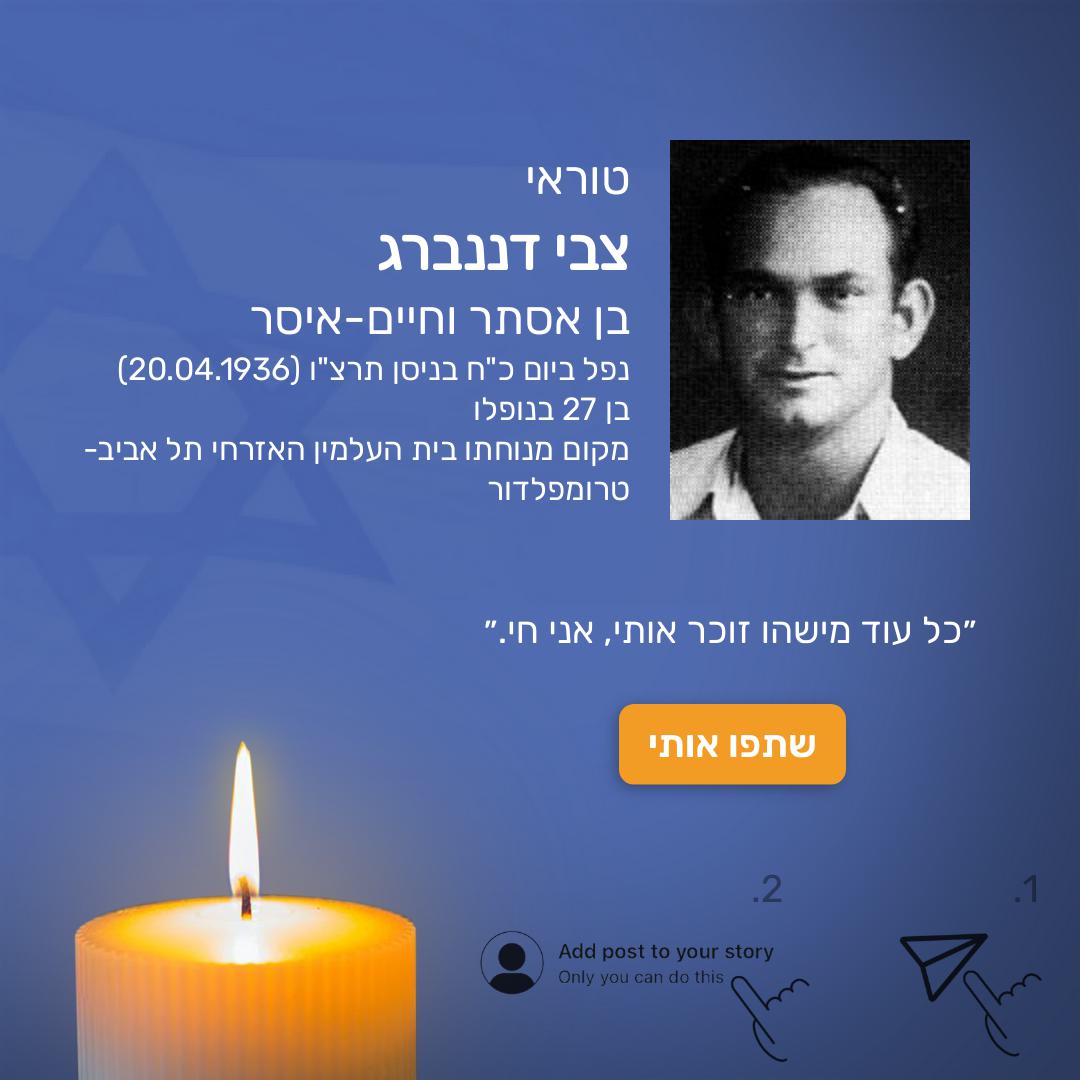 טוראי
צבי דננברג
בן אסתר וחיים-איסר
נפל ביום כ"ח בניסן תרצ"ו (20.04.1936)
בן 27 בנופלו
מקום מנוחתו בית העלמין האזרחי תל אביב-
טרומפלדור
״כל עוד מישהו זוכר אותי, אני חי.״
שתפו אותי
.1
.2
Add post to your story
Only you can do this